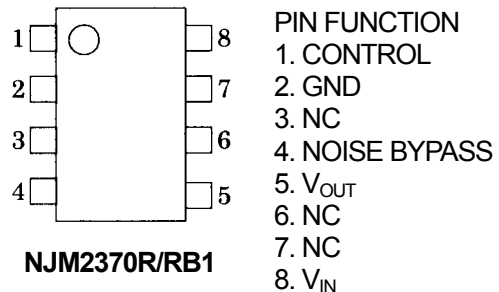 1
2
3
4
8
7
6
5
NJM2370R/RB1
PIN FUNCTION
1. CONTROL
2. GND
3. NC
4. NOISE BYPASS
5. VOUT
6. NC
7. NC
8. VIN